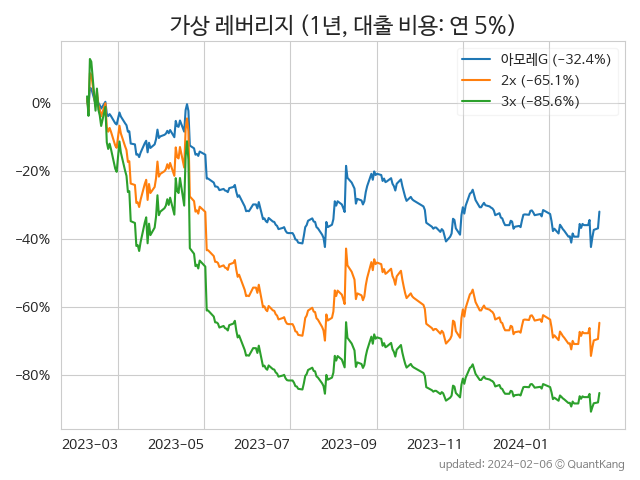 가상 레버리지 (1년, 대출 비용: 연 5%)
아모레G (−32.4%)
2x (−65.1%)
3x (−85.6%)
0%
−20%
−40%
−60%
−80%
2023-03 2023-05 2023-07 2023-09 2023-11 2024-01
updated: 2024-02-06 © QuantKang